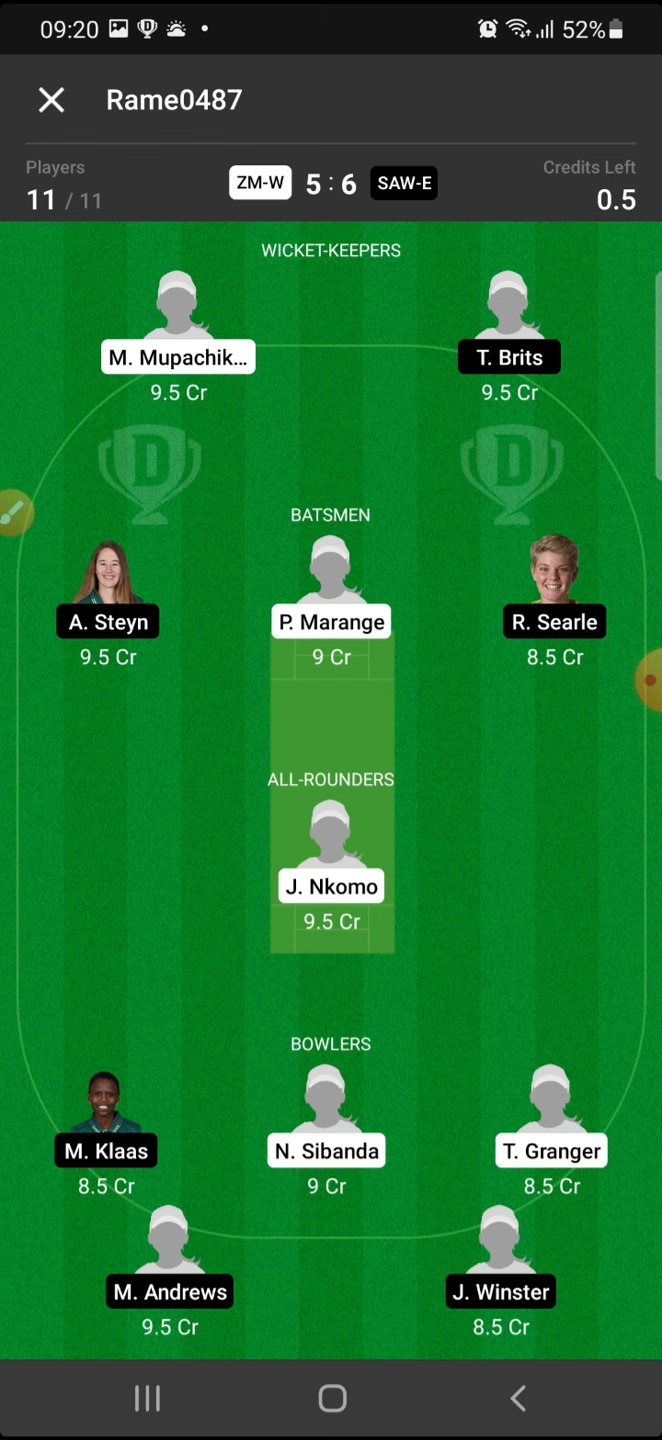 09:20 52%
Rame0487
Players Credits Left
11 / 11 ZM-W 5 : 6 SAW-E 0.5
WICKET-KEEPERS
M. Mupachik... T. Brits
9.5 Cr 9.5 Cr
D D
BATSMEN
A. Steyn P. Marange R. Searle
9.5 Cr 9 Cr 8.5 Cr
ALL-ROUNDERS
J. Nkomo
9.5 Cr
BOWLERS
M. Klaas N. Sibanda T. Granger
8.5 Cr 9 Cr 8.5 Cr
M. Andrews J. Winster
9.5 Cr 8.5 Cr